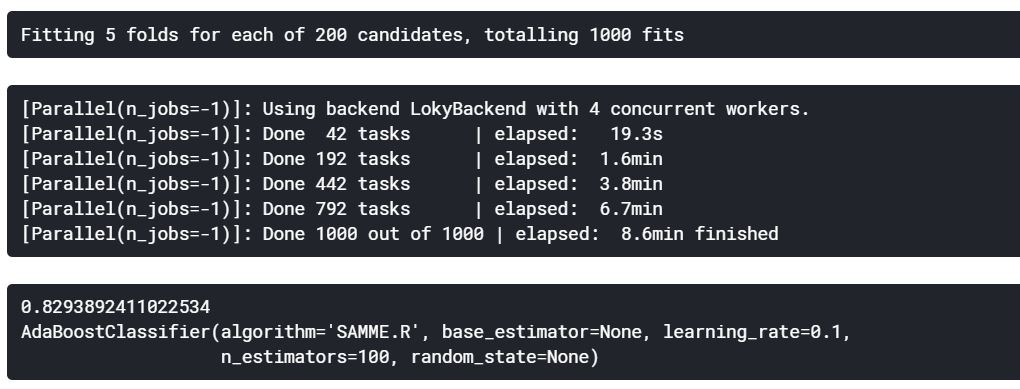 Fitting 5 folds for each of 200 candidates, totalling 1000 fits
[Parallel(n_jobs=-1)]: Using backend LokyBackend with 4 concurrent workers.
[Parallel(n_jobs=-1)]: Done  42 tasks      | elapsed:   19.3s
[Parallel(n_jobs=-1)]: Done 192 tasks      | elapsed:  1.6min
[Parallel(n_jobs=-1)]: Done 442 tasks      | elapsed:  3.8min
[Parallel(n_jobs=-1)]: Done 792 tasks      | elapsed:  6.7min
[Parallel(n_jobs=-1)]: Done 1000 out of 1000 | elapsed:  8.6min finished
0.8293892411022534
AdaBoostClassifier(algorithm='SAMME.R', base_estimator=None, learning_rate=0.1,
                   n_estimators=100, random_state=None)